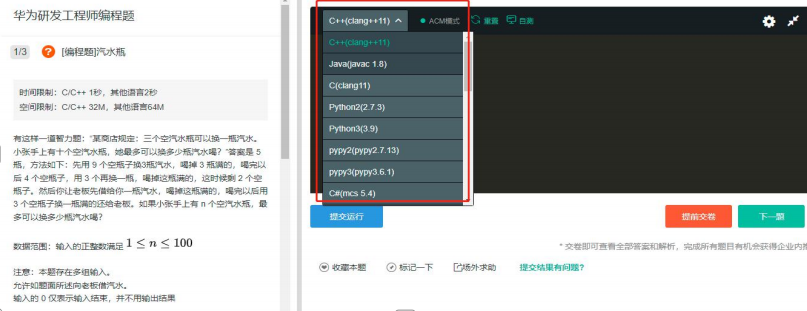 华为研发工程师编程题
1/3 ? [编程题]汽水瓶
时间限制：C/C++ 1秒，其他语言2秒
空间限制：C/C++ 32M，其他语言64M
有这样一道智力题：“某商店规定：三个空汽水瓶可以换一瓶汽水。
小张手上有十个空汽水瓶，她最多可以换多少瓶汽水喝？”答案是 5
瓶，方法如下：先用 9 个空瓶子换3瓶汽水，喝掉 3 瓶满的，喝完以
后 4 个空瓶子，用 3 个再换一瓶，喝掉这瓶满的，这时候剩 2 个空
瓶子。然后你让老板先借给你一瓶汽水，喝掉这瓶满的，喝完以后用
3 个空瓶子换一瓶满的还给老板。如果小张手上有 n 个空汽水瓶，最
多可以换多少瓶汽水喝？
数据范围：输入的正整数满足 1 ≤ n ≤ 100
注意：本题存在多组输入。
允许如题面所述向老板借汽水。
输入的 0 仅表示输入结束，并不用输出结果
C++(clang++11) ACM模式 重置 自测
C++(clang++11)
Java(javac 1.8)
C(clang11)
Python2(2.7.3)
Python3(3.9)
pypy2(pypy2.7.13)
pypy3(pypy3.6.1)
C#(mcs 5.4)
提交运行 提前交卷 下一题
* 交卷即可查看全部答案和解析，完成所有题目有机会获得企业内推
收藏本题 标记一下 场外求助 提交结果有问题?